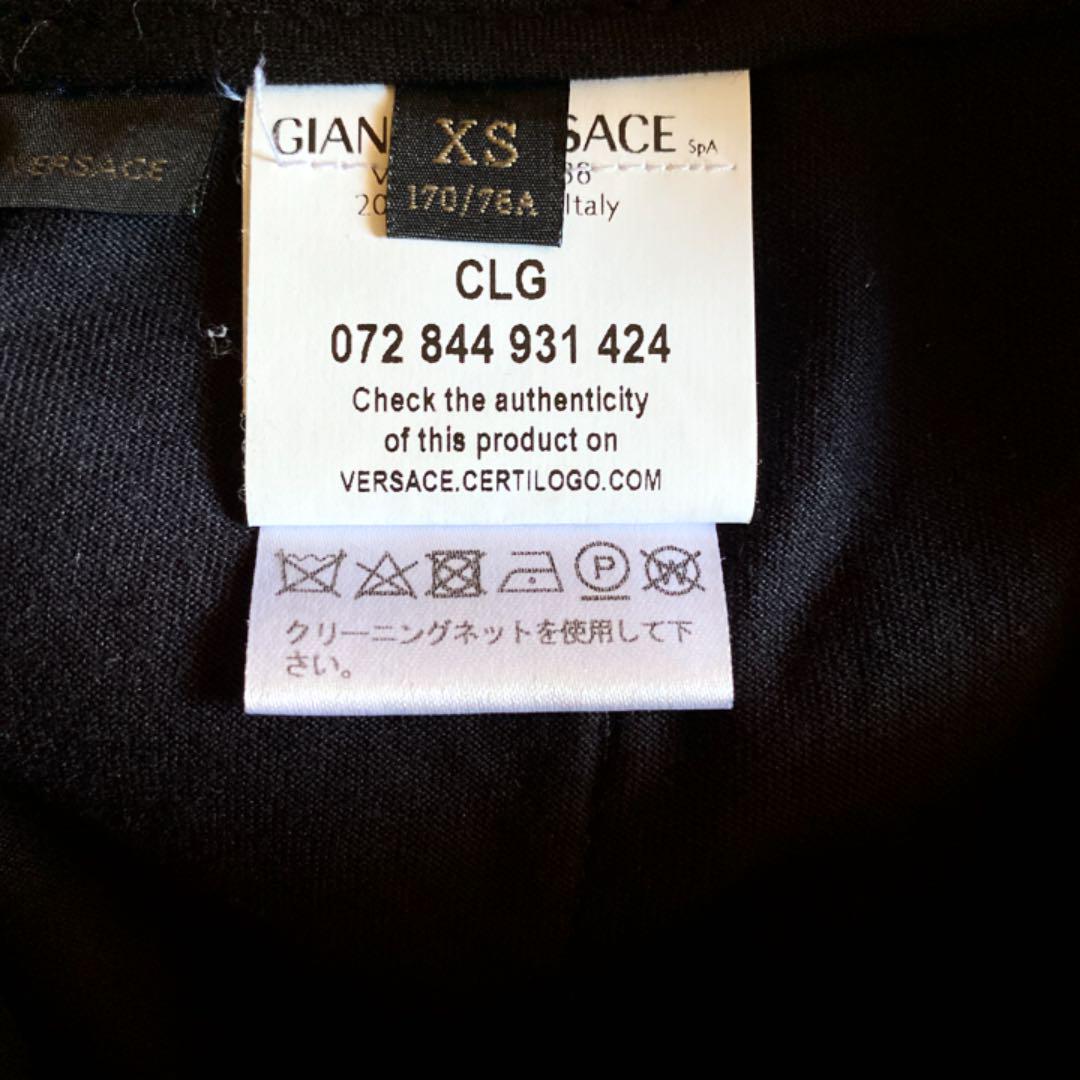 VERSACE
GIAN SACE SpA
XS
170/76A
20 Italy
CLG
072 844 931 424
Check the authenticity
of this product on
VERSACE.CERTILOGO.COM
P
W
クリーニングネットを使用して下
さい。